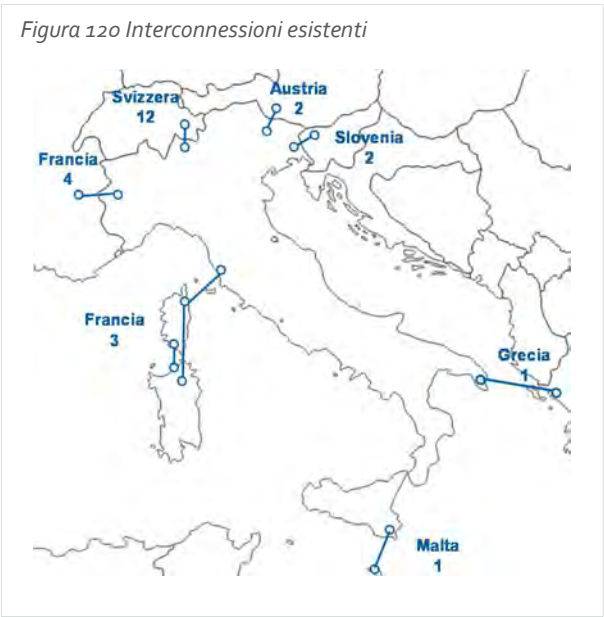 Figura 120 Interconnessioni esistenti
Austria
2
Svizzera
12
Slovenia
2
Francia
4
Francia
3
Grecia
1
Malta
1